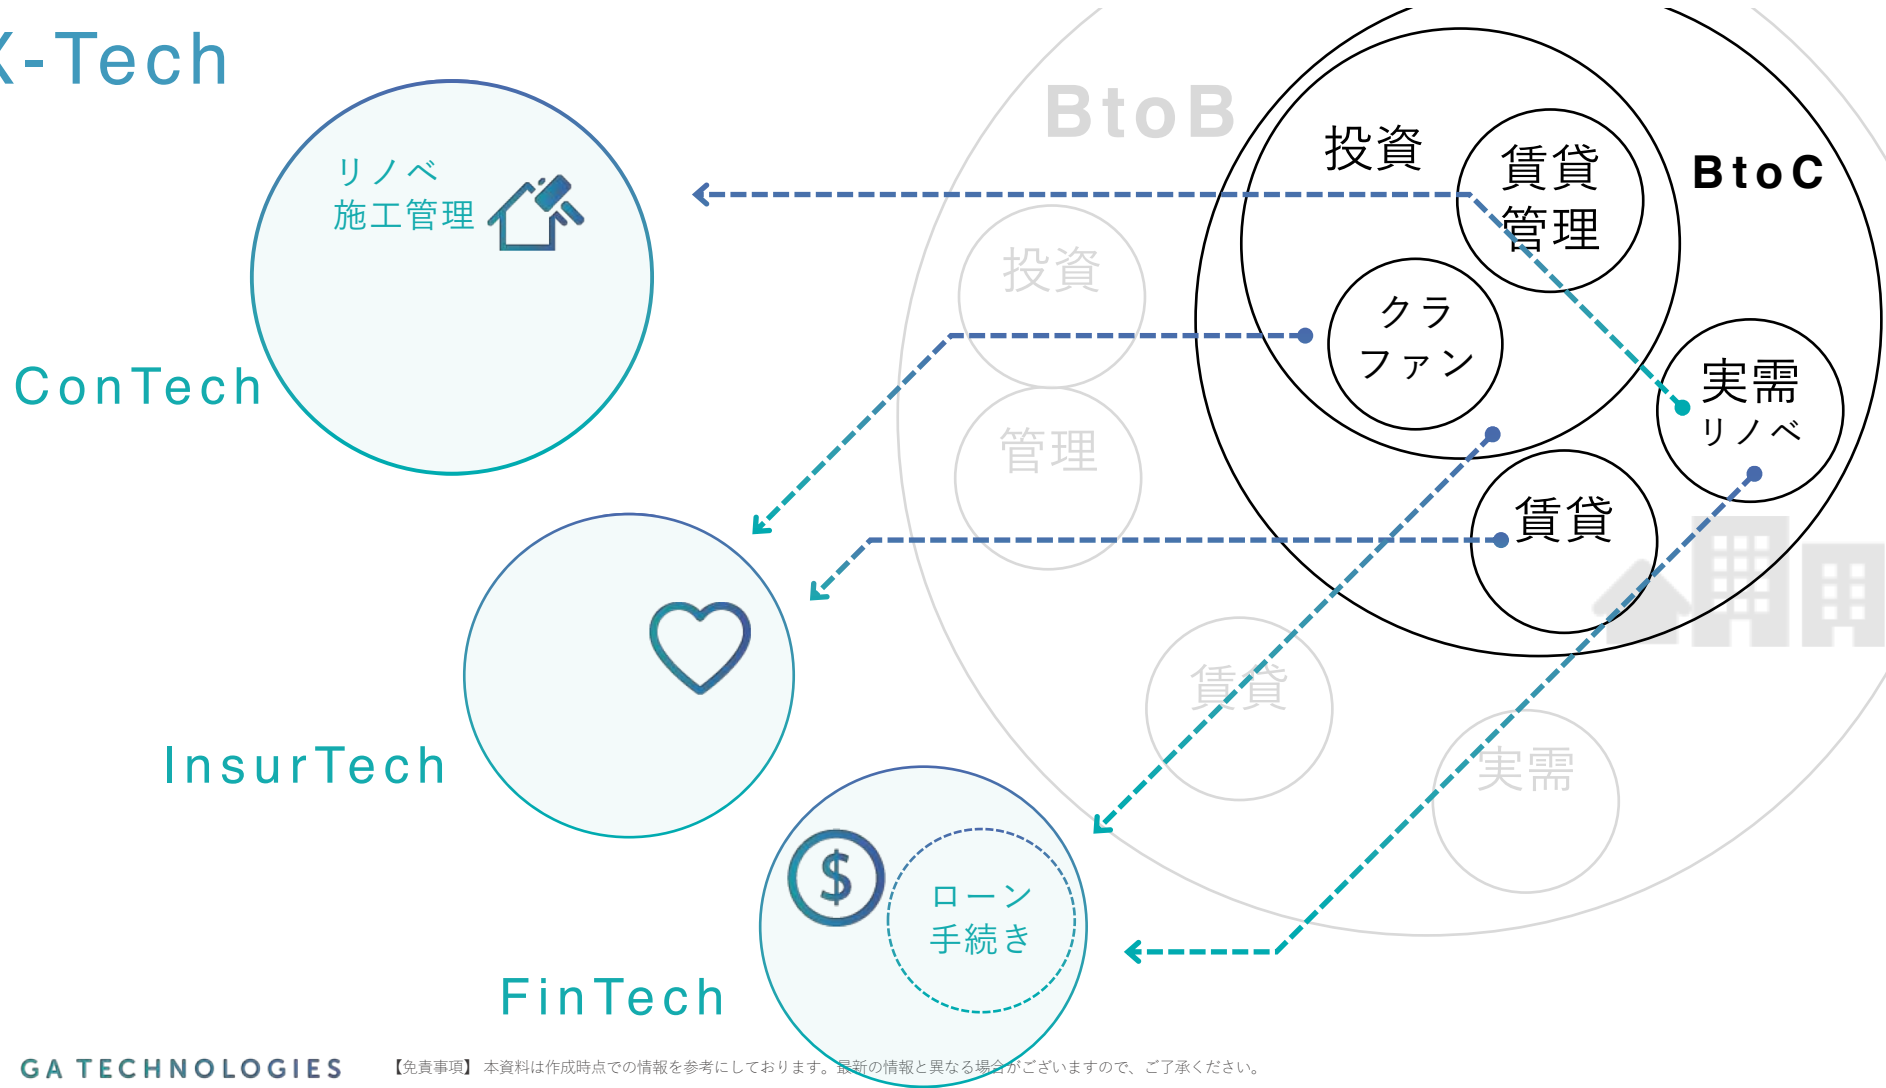 X-Tech
BtoB
投資
賃貸
管理
BtoC
リノベ
施工管理
投資
クラ
ファン
実需
リノベ
ConTech
管理
賃貸
賃貸
InsurTech
実需
ローン
手続き
FinTech
GA TECHNOLOGIES
【免責事項】 本資料は作成時点での情報を参考にしております。最新の情報と異なる場合がございますので、ご了承ください。